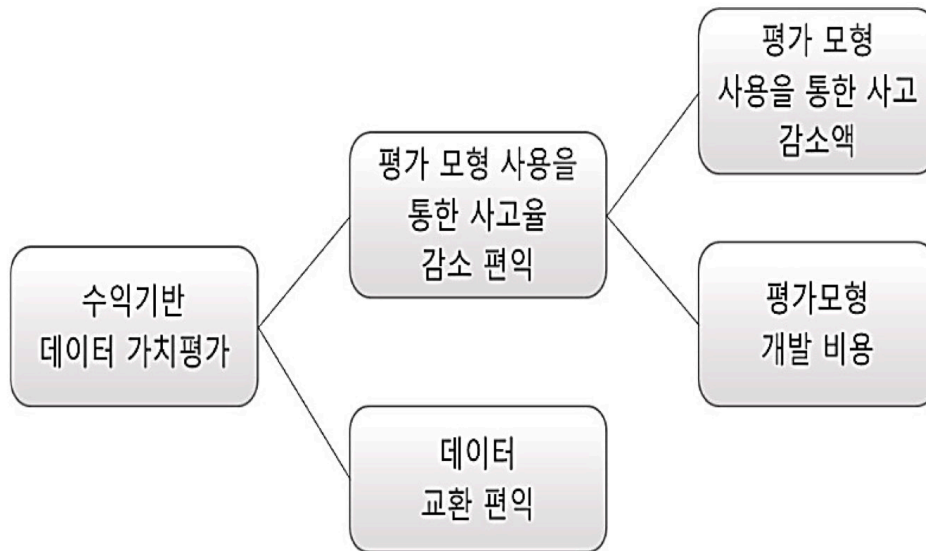 수익기반
데이터 가치평가
평가 모형 사용을
통한 사고율
감소 편익
데이터
교환 편익
평가 모형
사용을 통한 사고
감소액
평가모형
개발 비용